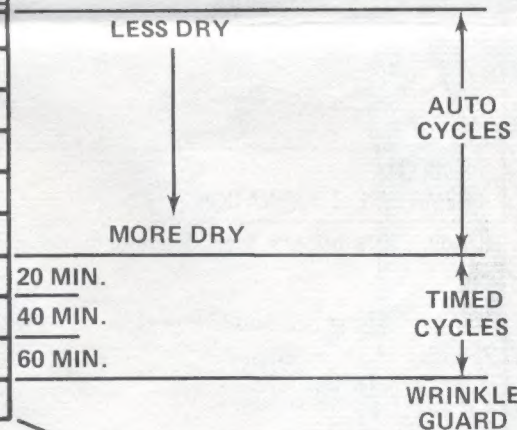 LESS DRY
AUTO
CYCLES
MORE DRY
20 MIN.
40 MIN.
60 MIN.
TIMED
CYCLES
WRINKLE
GUARD